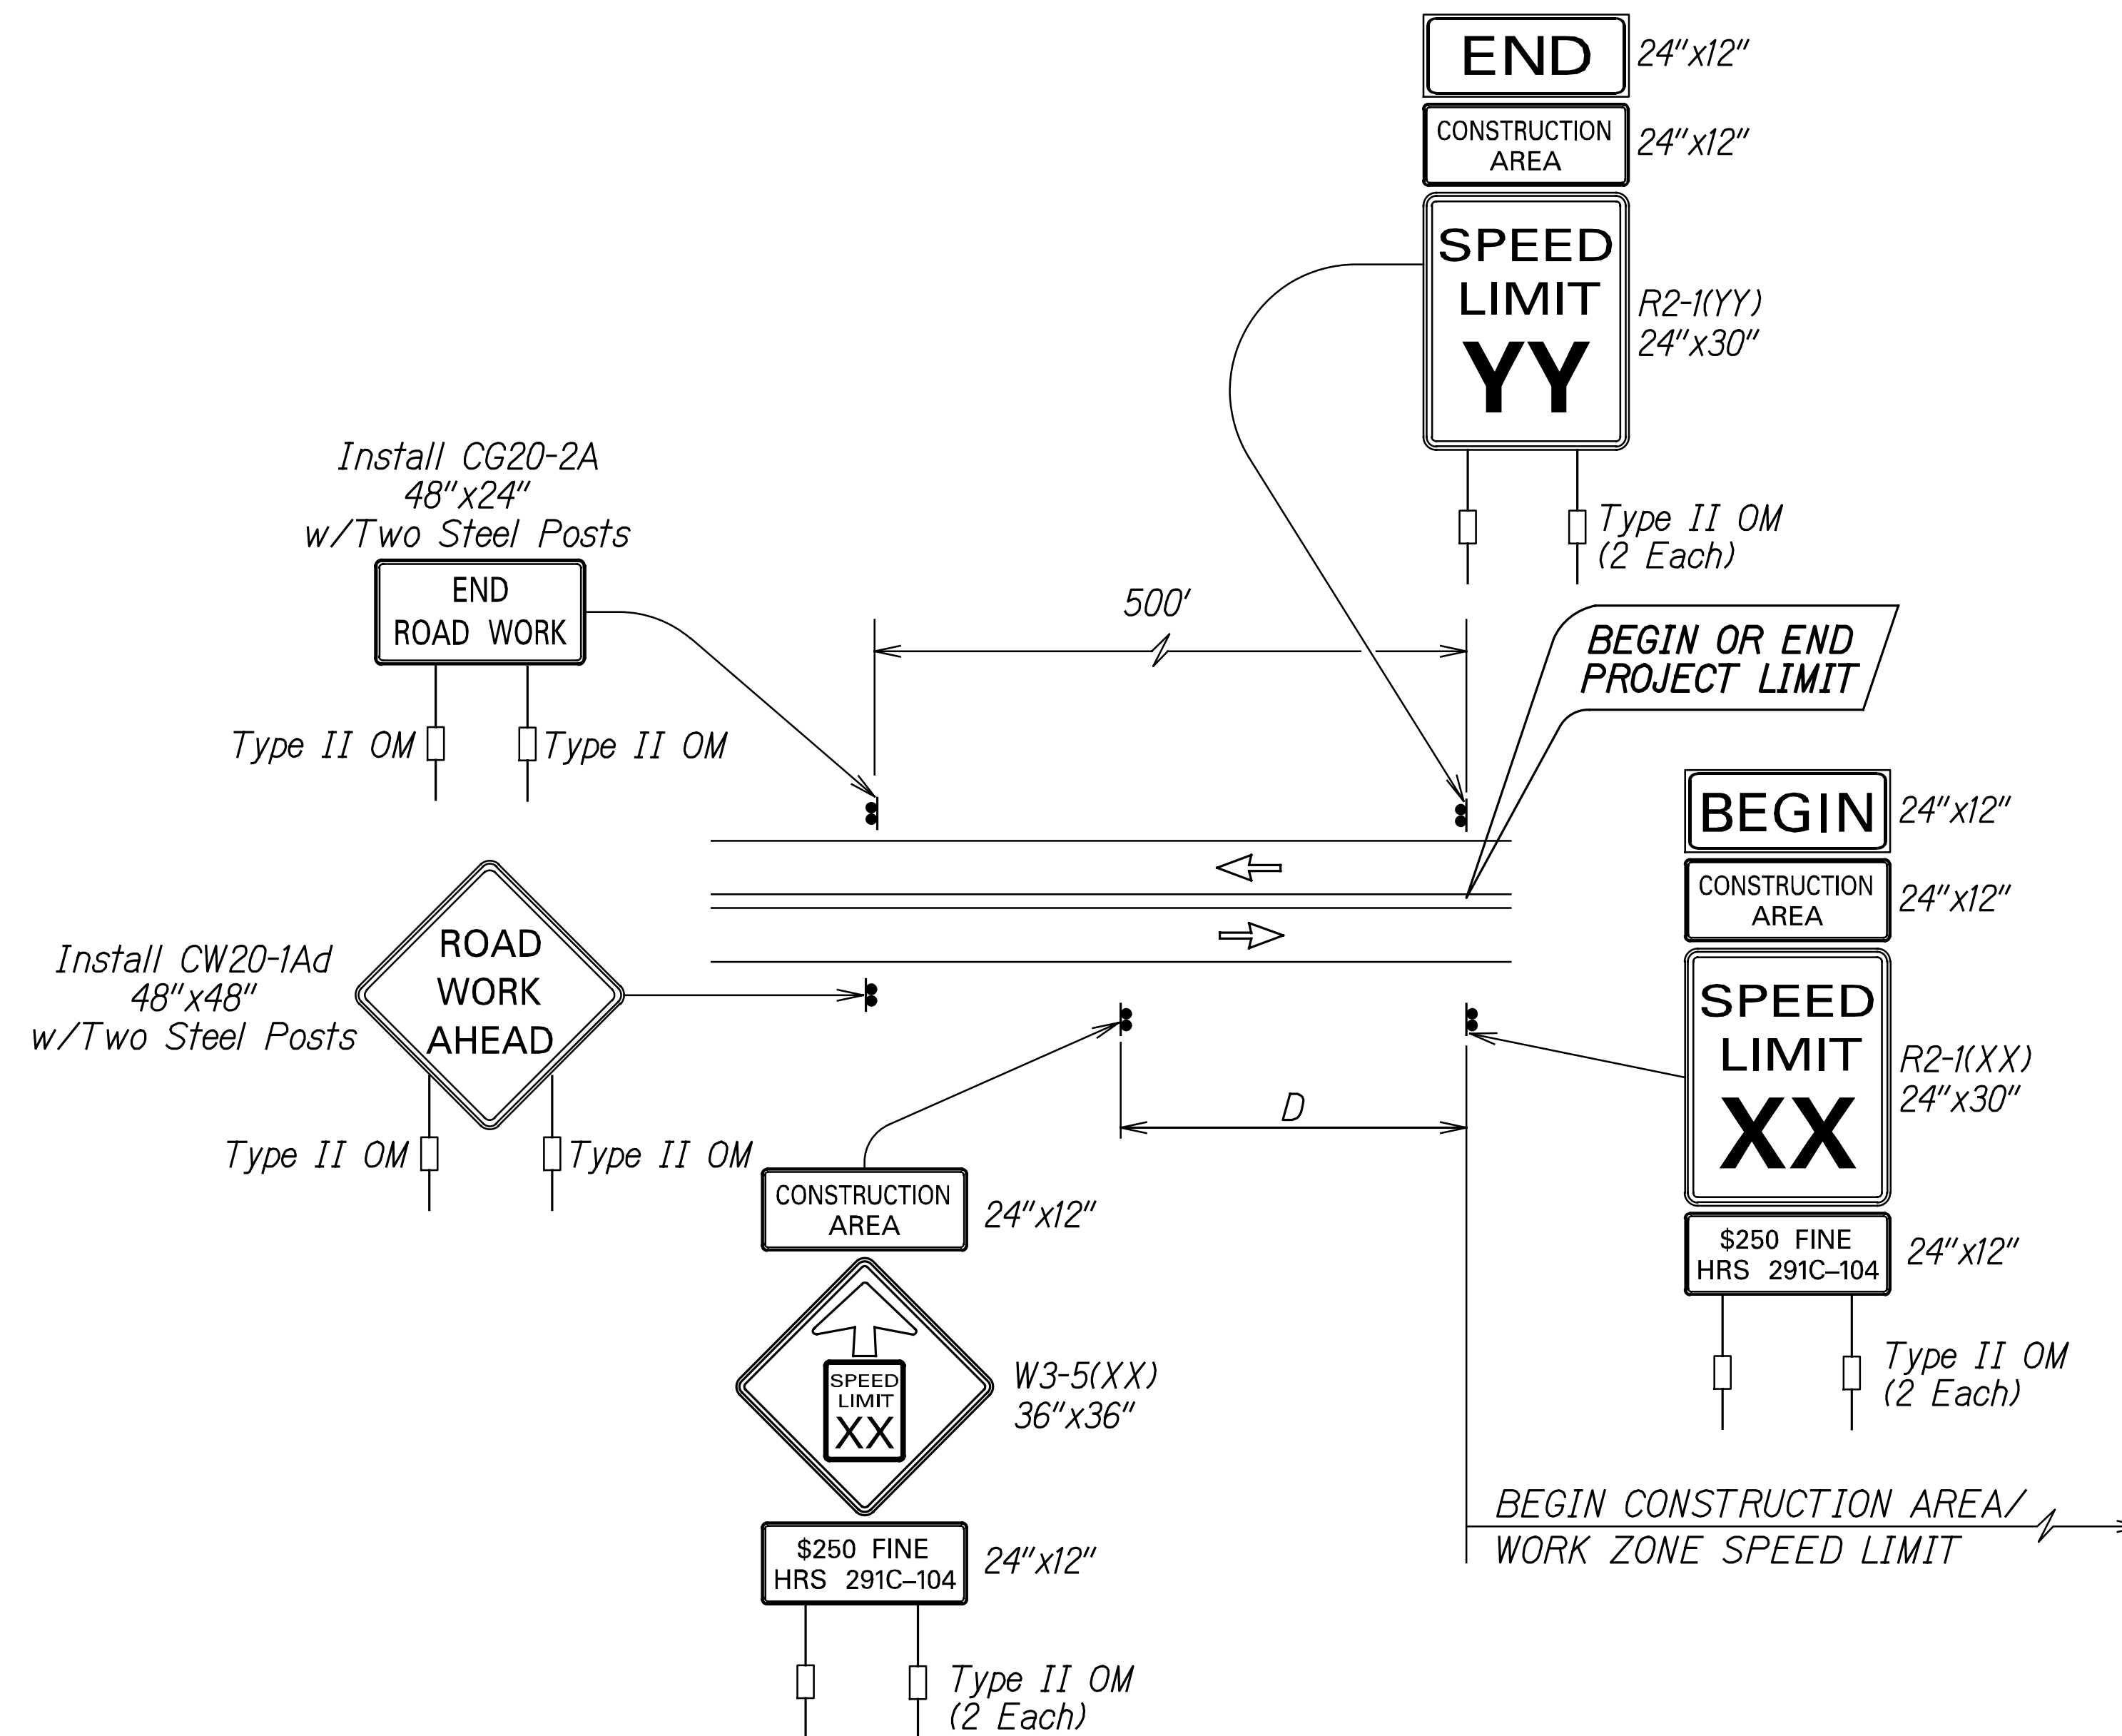 END
24"x12"
CONSTRUCTION
AREA
24"x12"
SPEED
LIMIT
YY
R2-1(YY)
24"x30"
Type II OM
(2 Each)
Install CG20-2A
48"x24"
w/Two Steel Posts
END
ROAD WORK
Type II OM
Type II OM
500'
BEGIN OR END
PROJECT LIMIT
BEGIN
24"x12"
CONSTRUCTION
AREA
24"x12"
SPEED
LIMIT
XX
R2-1(XX)
24"x30"
$250 FINE
HRS 291C–104
24"x12"
Type II OM
(2 Each)
Install CW20-1Ad
48"x48"
w/Two Steel Posts
ROAD
WORK
AHEAD
Type II OM
Type II OM
D
CONSTRUCTION
AREA
24"x12"
SPEED
LIMIT
XX
W3-5(XX)
36"x36"
$250 FINE
HRS 291C–104
24"x12"
Type II OM
(2 Each)
BEGIN CONSTRUCTION AREA/
WORK ZONE SPEED LIMIT